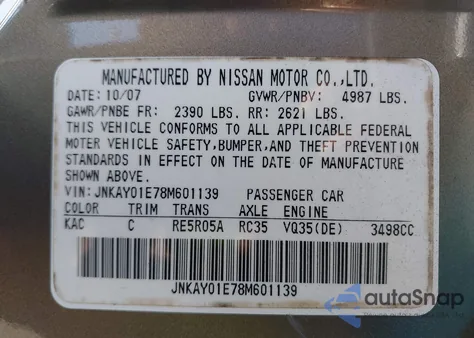 MANUFACTURED BY NISSAN MOTOR CO.,LTD.
DATE: 10/07 GVWR/PNBV: 4987 LBS.
GAWR/PNBE FR: 2390 LBS. RR: 2621 LBS.
THIS VEHICLE CONFORMS TO ALL APPLICABLE FEDERAL
MOTER VEHICLE SAFETY,BUMPER,AND THEFT PREVENTION
STANDARDS IN EFFECT ON THE DATE OF MANUFACTURE
SHOWN ABOVE.
VIN: JNKAY01E78M601139 PASSENGER CAR
COLOR TRIM TRANS AXLE ENGINE
KAC C RE5R05A RC35 VQ35(DE) 3498CC
JNKAY01E78M601139
autoSnap